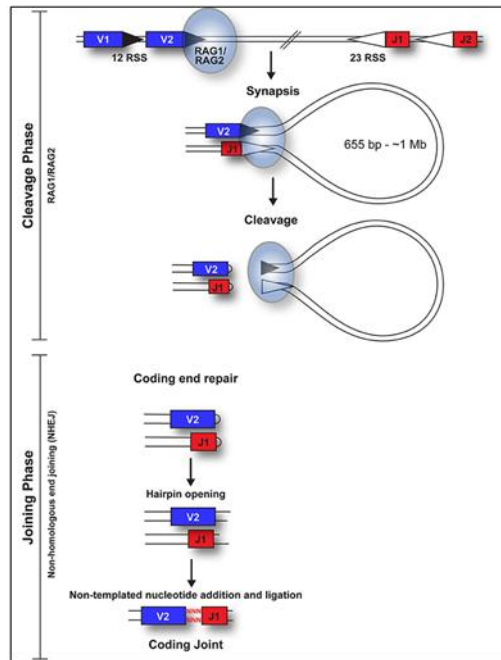 V1
V2
RAG1/
RAG2
J1
J2
12 RSS
23 RSS
Synapsis
V2
J1
655 bp - ~1 Mb
Cleavage
V2
J1
Cleavage Phase
RAG1/RAG2
Coding end repair
V2
J1
Hairpin opening
V2
J1
Non-templated nucleotide addition and ligation
V2
NNN
NNN
J1
Coding Joint
Joining Phase
Non-homologous end joining (NHEJ)